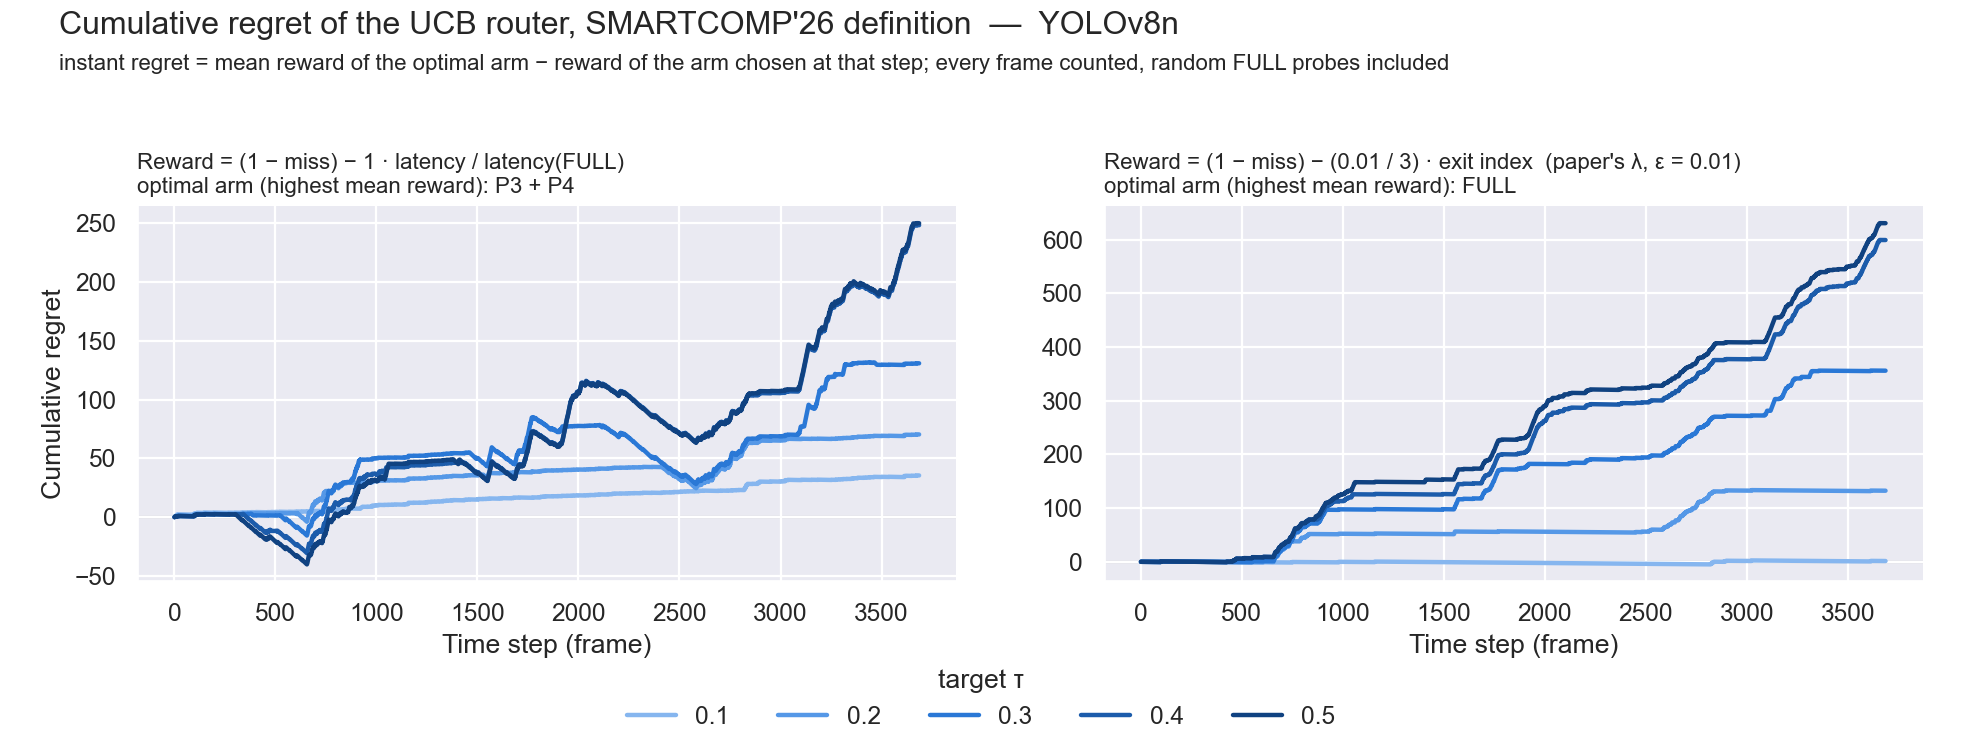 Cumulative regret of the UCB router, SMARTCOMP'26 definition — YOLOv8n
instant regret = mean reward of the optimal arm − reward of the arm chosen at that step; every frame counted, random FULL probes included
Reward = (1 − miss) − 1 · latency / latency(FULL)
optimal arm (highest mean reward): P3 + P4
250
200
150
100
50
0
−50
Cumulative regret
0 500 1000 1500 2000 2500 3000 3500
Time step (frame)
Reward = (1 − miss) − (0.01 / 3) · exit index (paper's λ, ε = 0.01)
optimal arm (highest mean reward): FULL
600
500
400
300
200
100
0
0 500 1000 1500 2000 2500 3000 3500
Time step (frame)
target τ
0.1 0.2 0.3 0.4 0.5